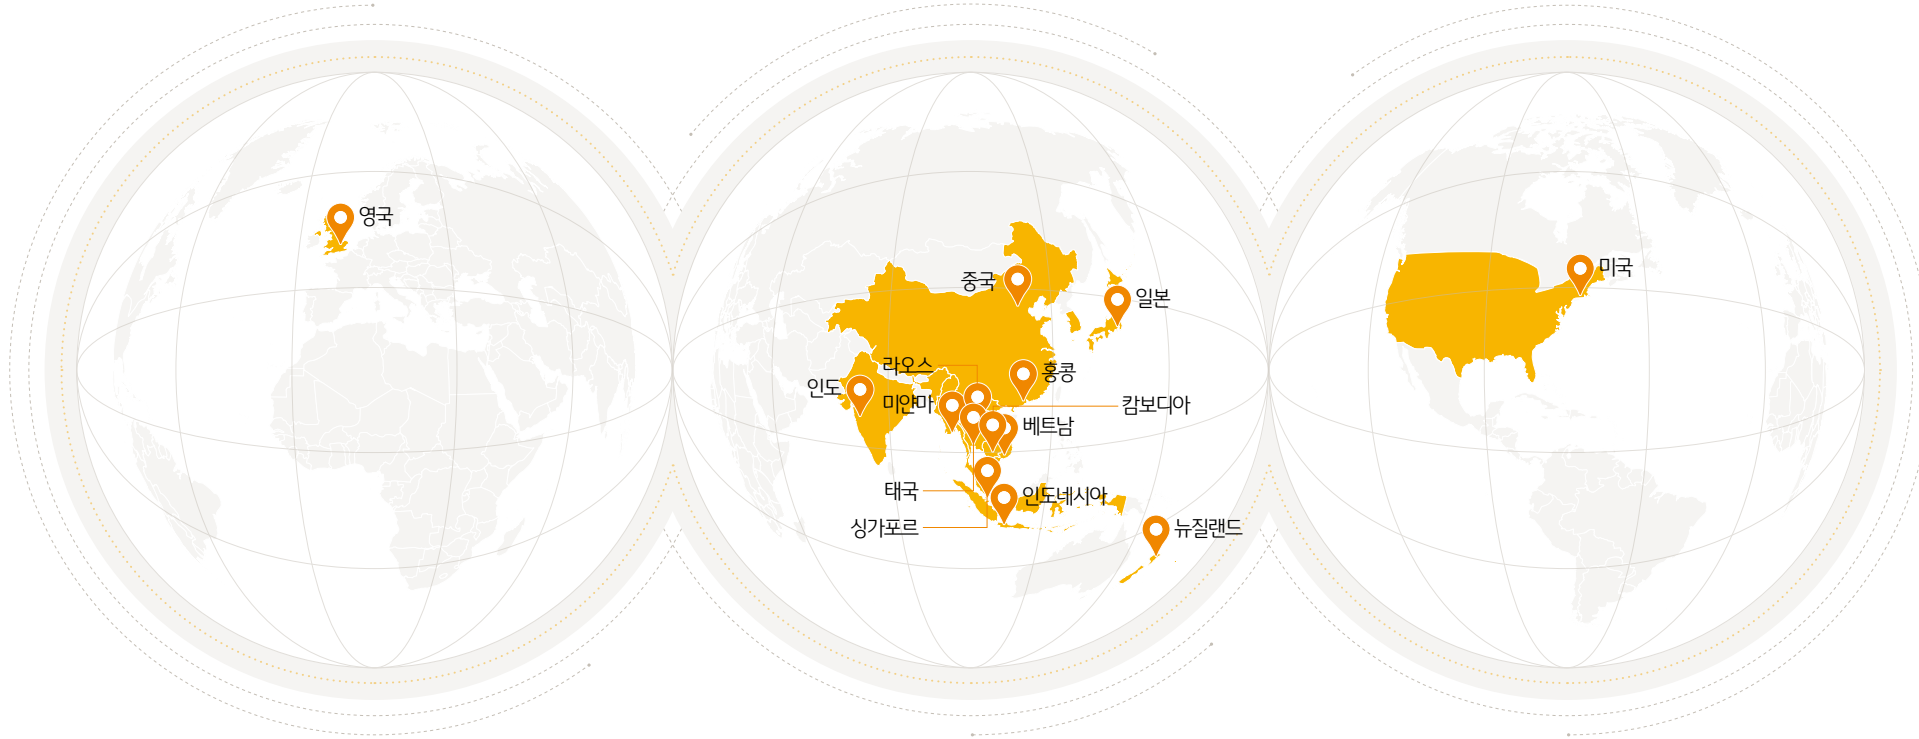 영국
중국
일본
라오스
홍콩
인도
미얀마
캄보디아
베트남
태국
인도네시아
싱가포르
뉴질랜드
미국